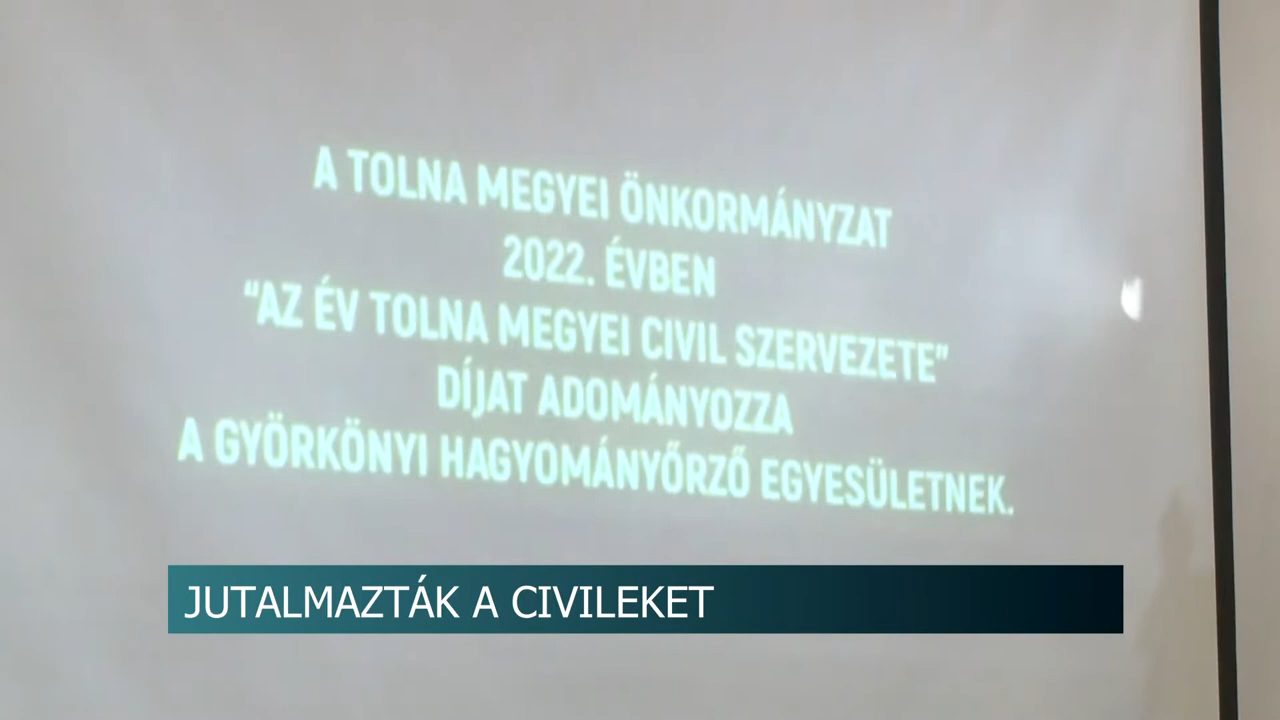 A TOLNA MEGYEI ÖNKORMÁNYZAT
2022. ÉVBEN
“AZ ÉV TOLNA MEGYEI CIVIL SZERVEZETE”
DÍJAT ADOMÁNYOZZA
A GYÖRKÖNYI HAGYOMÁNYŐRZŐ EGYESÜLETNEK.
JUTALMAZTÁK A CIVILEKET